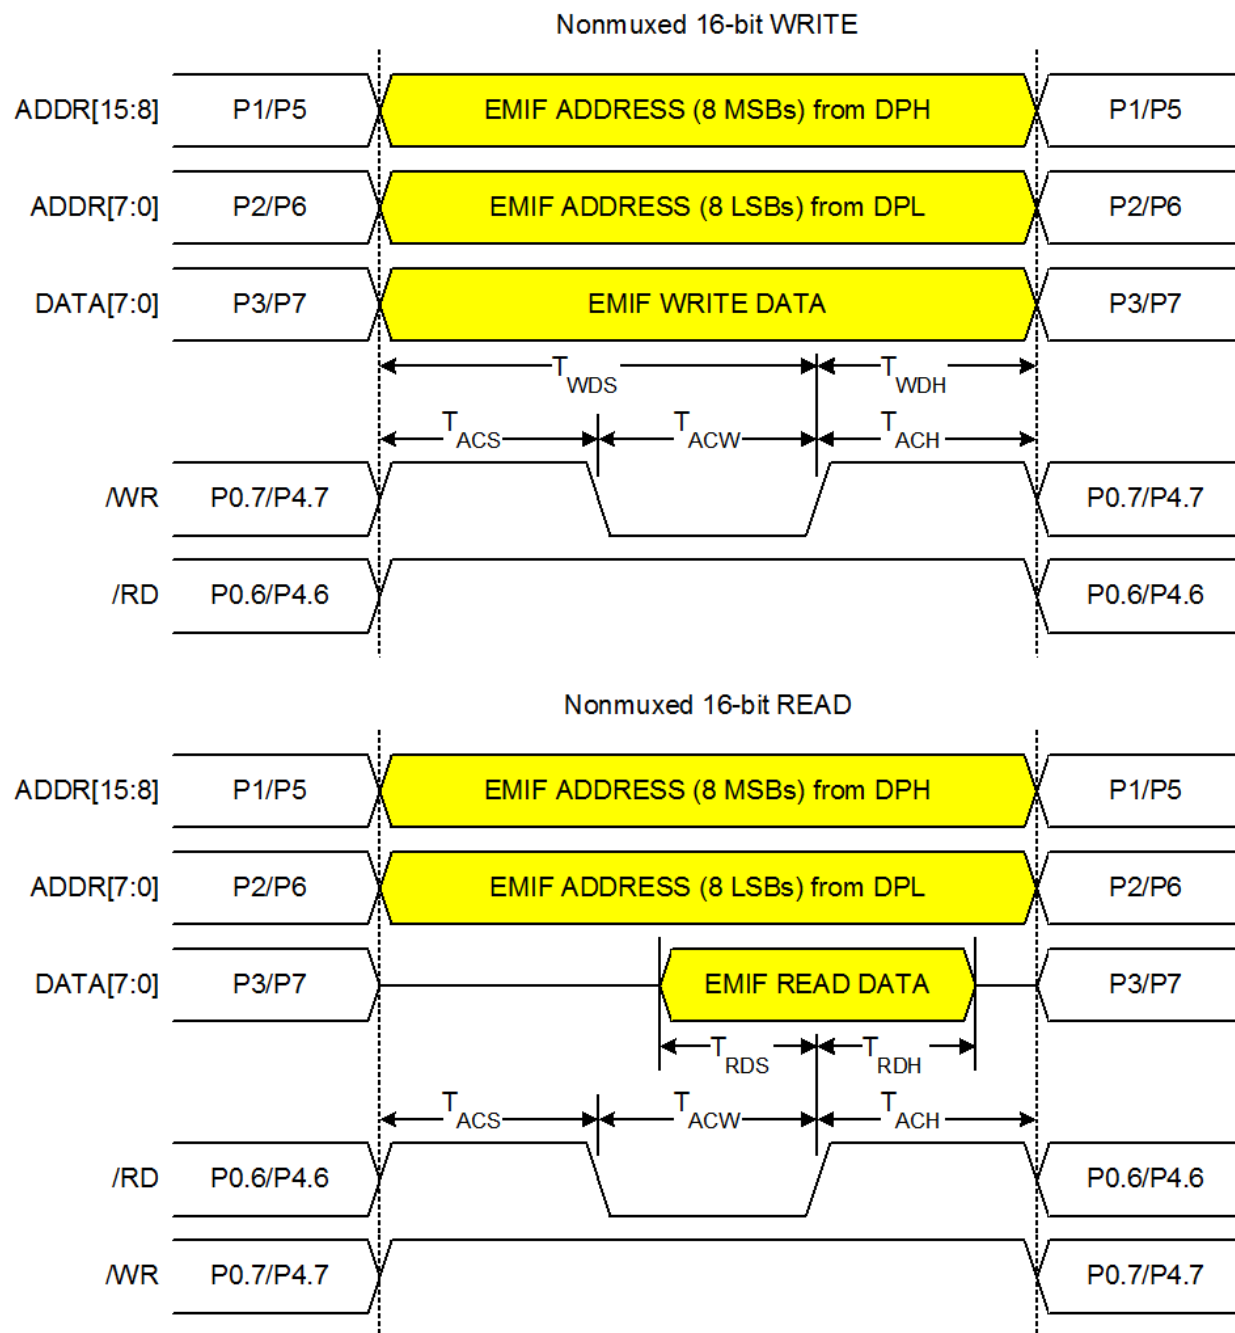 Nonmuxed 16-bit WRITE
ADDR[15:8] P1/P5 EMIF ADDRESS (8 MSBs) from DPH P1/P5
ADDR[7:0] P2/P6 EMIF ADDRESS (8 LSBs) from DPL P2/P6
DATA[7:0] P3/P7 EMIF WRITE DATA P3/P7
TWDS TWDH
TACS TACW TACH
/WR P0.7/P4.7 P0.7/P4.7
/RD P0.6/P4.6 P0.6/P4.6
Nonmuxed 16-bit READ
ADDR[15:8] P1/P5 EMIF ADDRESS (8 MSBs) from DPH P1/P5
ADDR[7:0] P2/P6 EMIF ADDRESS (8 LSBs) from DPL P2/P6
DATA[7:0] P3/P7 EMIF READ DATA P3/P7
TRDS TRDH
TACS TACW TACH
/RD P0.6/P4.6 P0.6/P4.6
/WR P0.7/P4.7 P0.7/P4.7